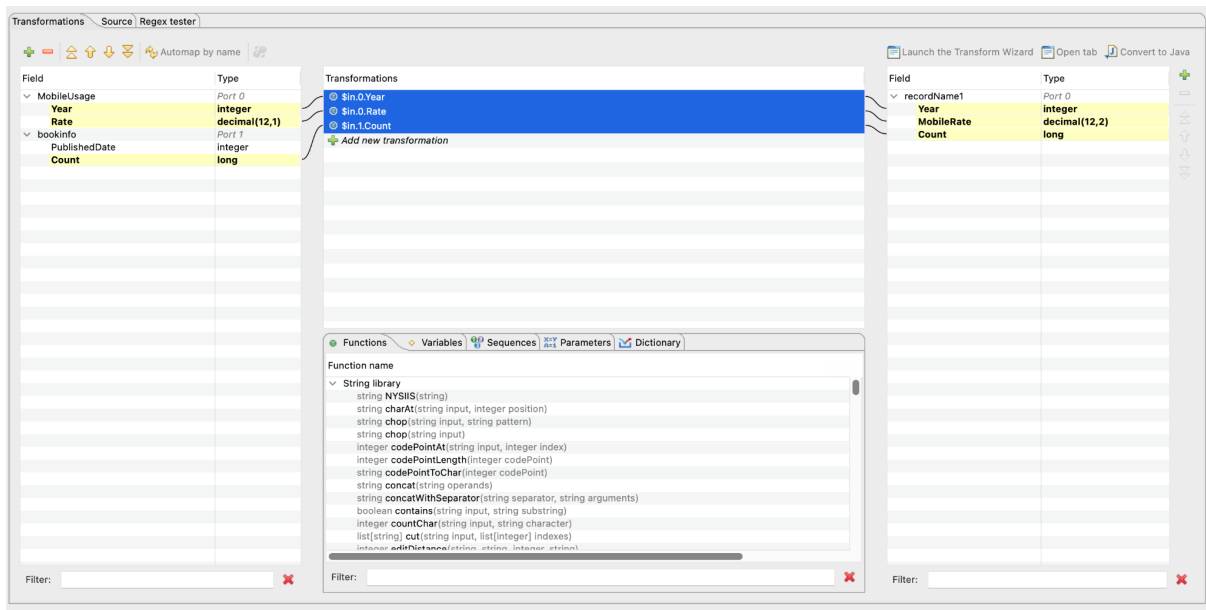 Transformations Source Regex tester
Automap by name
Launch the Transform Wizard Open tab Convert to Java
Field Type
MobileUsage Port 0
Year integer
Rate decimal(12,1)
bookinfo Port 1
PublishedDate integer
Count long
Filter:
Transformations
$in.0.Year
$in.0.Rate
$in.1.Count
Add new transformation
Functions Variables Sequences X=Y A=1 Parameters Dictionary
Function name
String library
string NYSIIS(string)
string charAt(string input, integer position)
string chop(string input, string pattern)
string chop(string input)
integer codePointAt(string input, integer index)
integer codePointLength(integer codePoint)
string codePointToChar(integer codePoint)
string concat(string operands)
string concatWithSeparator(string separator, string arguments)
boolean contains(string input, string substring)
integer countChar(string input, string character)
list[string] cut(string input, list[integer] indexes)
integer editDistance(string, string, integer, string)
Filter:
Field Type
recordName1 Port 0
Year integer
MobileRate decimal(12,2)
Count long
Filter: